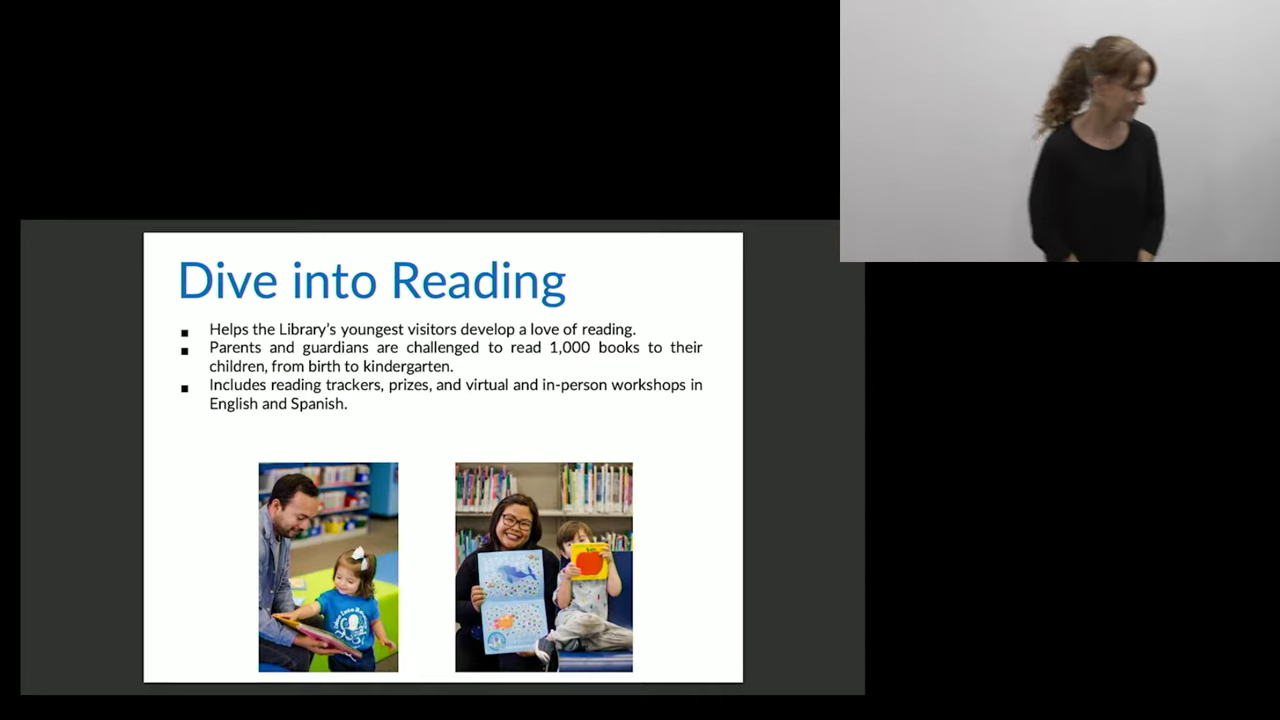 Dive into Reading
▪ Helps the Library's youngest visitors develop a love of reading.
▪ Parents and guardians are challenged to read 1,000 books to their
children, from birth to kindergarten.
▪ Includes reading trackers, prizes, and virtual and in-person workshops in
English and Spanish.